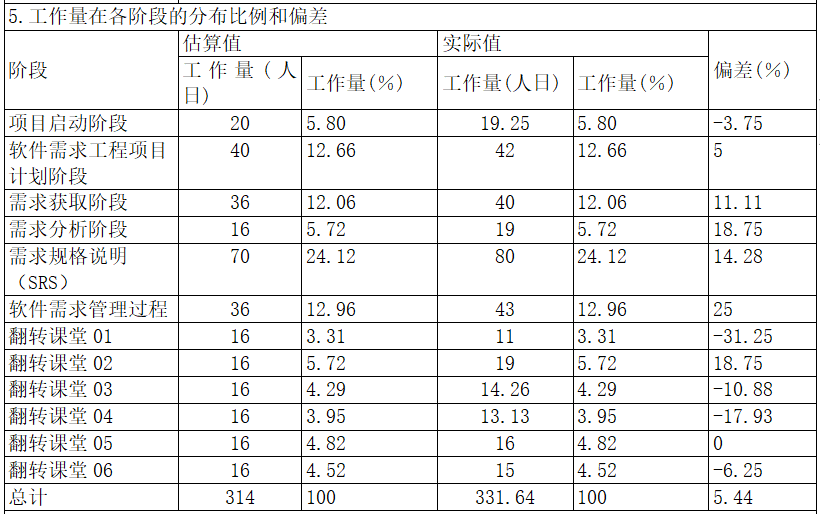 5.工作量在各阶段的分布比例和偏差
阶段 估算值 实际值 偏差(%)
工作量(人日) 工作量(%) 工作量(人日) 工作量(%)
项目启动阶段 20 5.80 19.25 5.80 -3.75
软件需求工程项目
计划阶段 40 12.66 42 12.66 5
需求获取阶段 36 12.06 40 12.06 11.11
需求分析阶段 16 5.72 19 5.72 18.75
需求规格说明
(SRS) 70 24.12 80 24.12 14.28
软件需求管理过程 36 12.96 43 12.96 25
翻转课堂 01 16 3.31 11 3.31 -31.25
翻转课堂 02 16 5.72 19 5.72 18.75
翻转课堂 03 16 4.29 14.26 4.29 -10.88
翻转课堂 04 16 3.95 13.13 3.95 -17.93
翻转课堂 05 16 4.82 16 4.82 0
翻转课堂 06 16 4.52 15 4.52 -6.25
总计 314 100 331.64 100 5.44